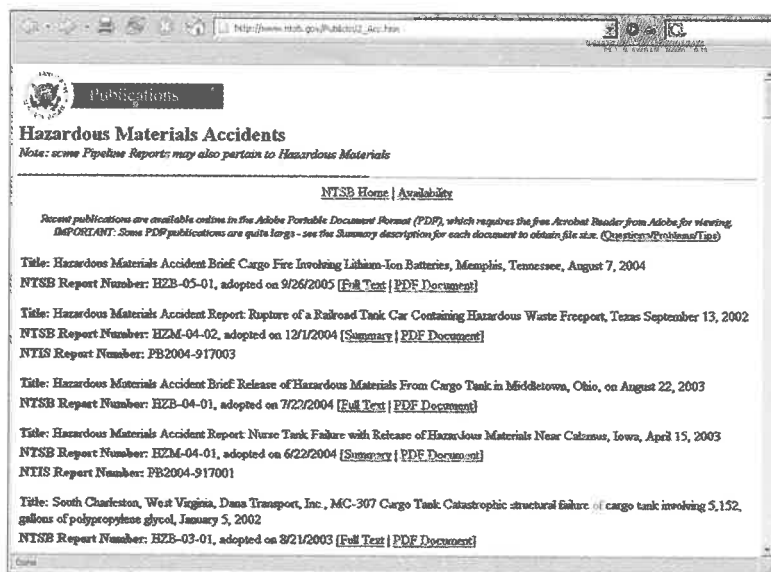 Publications
Hazardous Materials Accidents
Note: some Pipeline Reports may also pertain to Hazardous Materials
NTSB Home | Availability
Recent publications are available online in the Adobe Portable Document Format (PDF), which requires the free Acrobat Reader from Adobe for viewing.
IMPORTANT: Some PDF publications are quite large - see the Summary description for each document to obtain file size. (Questions/Problems/Tips)
Title: Hazardous Materials Accident Brief: Cargo Fire Involving Lithium-Ion Batteries, Memphis, Tennessee, August 7, 2004
NTSB Report Number: HZB-05-01, adopted on 9/26/2005 [Full Text | PDF Document]
Title: Hazardous Materials Accident Report: Rupture of a Railroad Tank Car Containing Hazardous Waste Freeport, Texas September 13, 2002
NTSB Report Number: HZM-04-02, adopted on 12/1/2004 [Summary | PDF Document]
NTIS Report Number: PB2004-917003
Title: Hazardous Materials Accident Brief: Release of Hazardous Materials From Cargo Tank in Middletown, Ohio, on August 22, 2003
NTSB Report Number: HZB-04-01, adopted on 7/22/2004 [Full Text | PDF Document]
Title: Hazardous Materials Accident Report: Nurse Tank Failure with Release of Hazardous Materials Near Calamus, Iowa, April 15, 2003
NTSB Report Number: HZM-04-01, adopted on 6/22/2004 [Summary | PDF Document]
NTIS Report Number: PB2004-917001
Title: South Charleston, West Virginia, Dana Transport, Inc., MC-307 Cargo Tank Catastrophic structural failure of cargo tank involving 5,152,
gallons of polypropylene glycol, January 5, 2002
NTSB Report Number: HZB-03-01, adopted on 8/21/2003 [Full Text | PDF Document]
Done